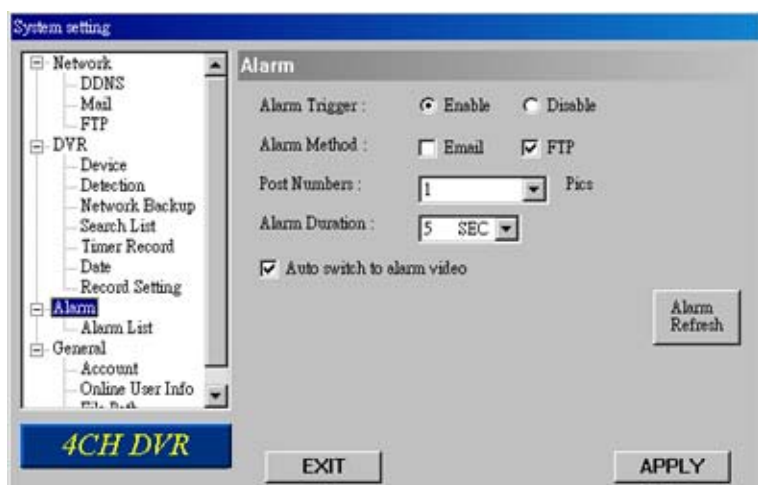 System setting
Network
DDNS
Mail
FTP
DVR
Device
Detection
Network Backup
Search List
Timer Record
Date
Record Setting
Alarm
Alarm List
General
Account
Online User Info
File Path
4CH DVR
Alarm
Alarm Trigger : Enable Disable
Alarm Method : Email FTP
Post Numbers : 1 Pics
Alarm Duration : 5 SEC
Auto switch to alarm video
Alarm
Refresh
EXIT APPLY